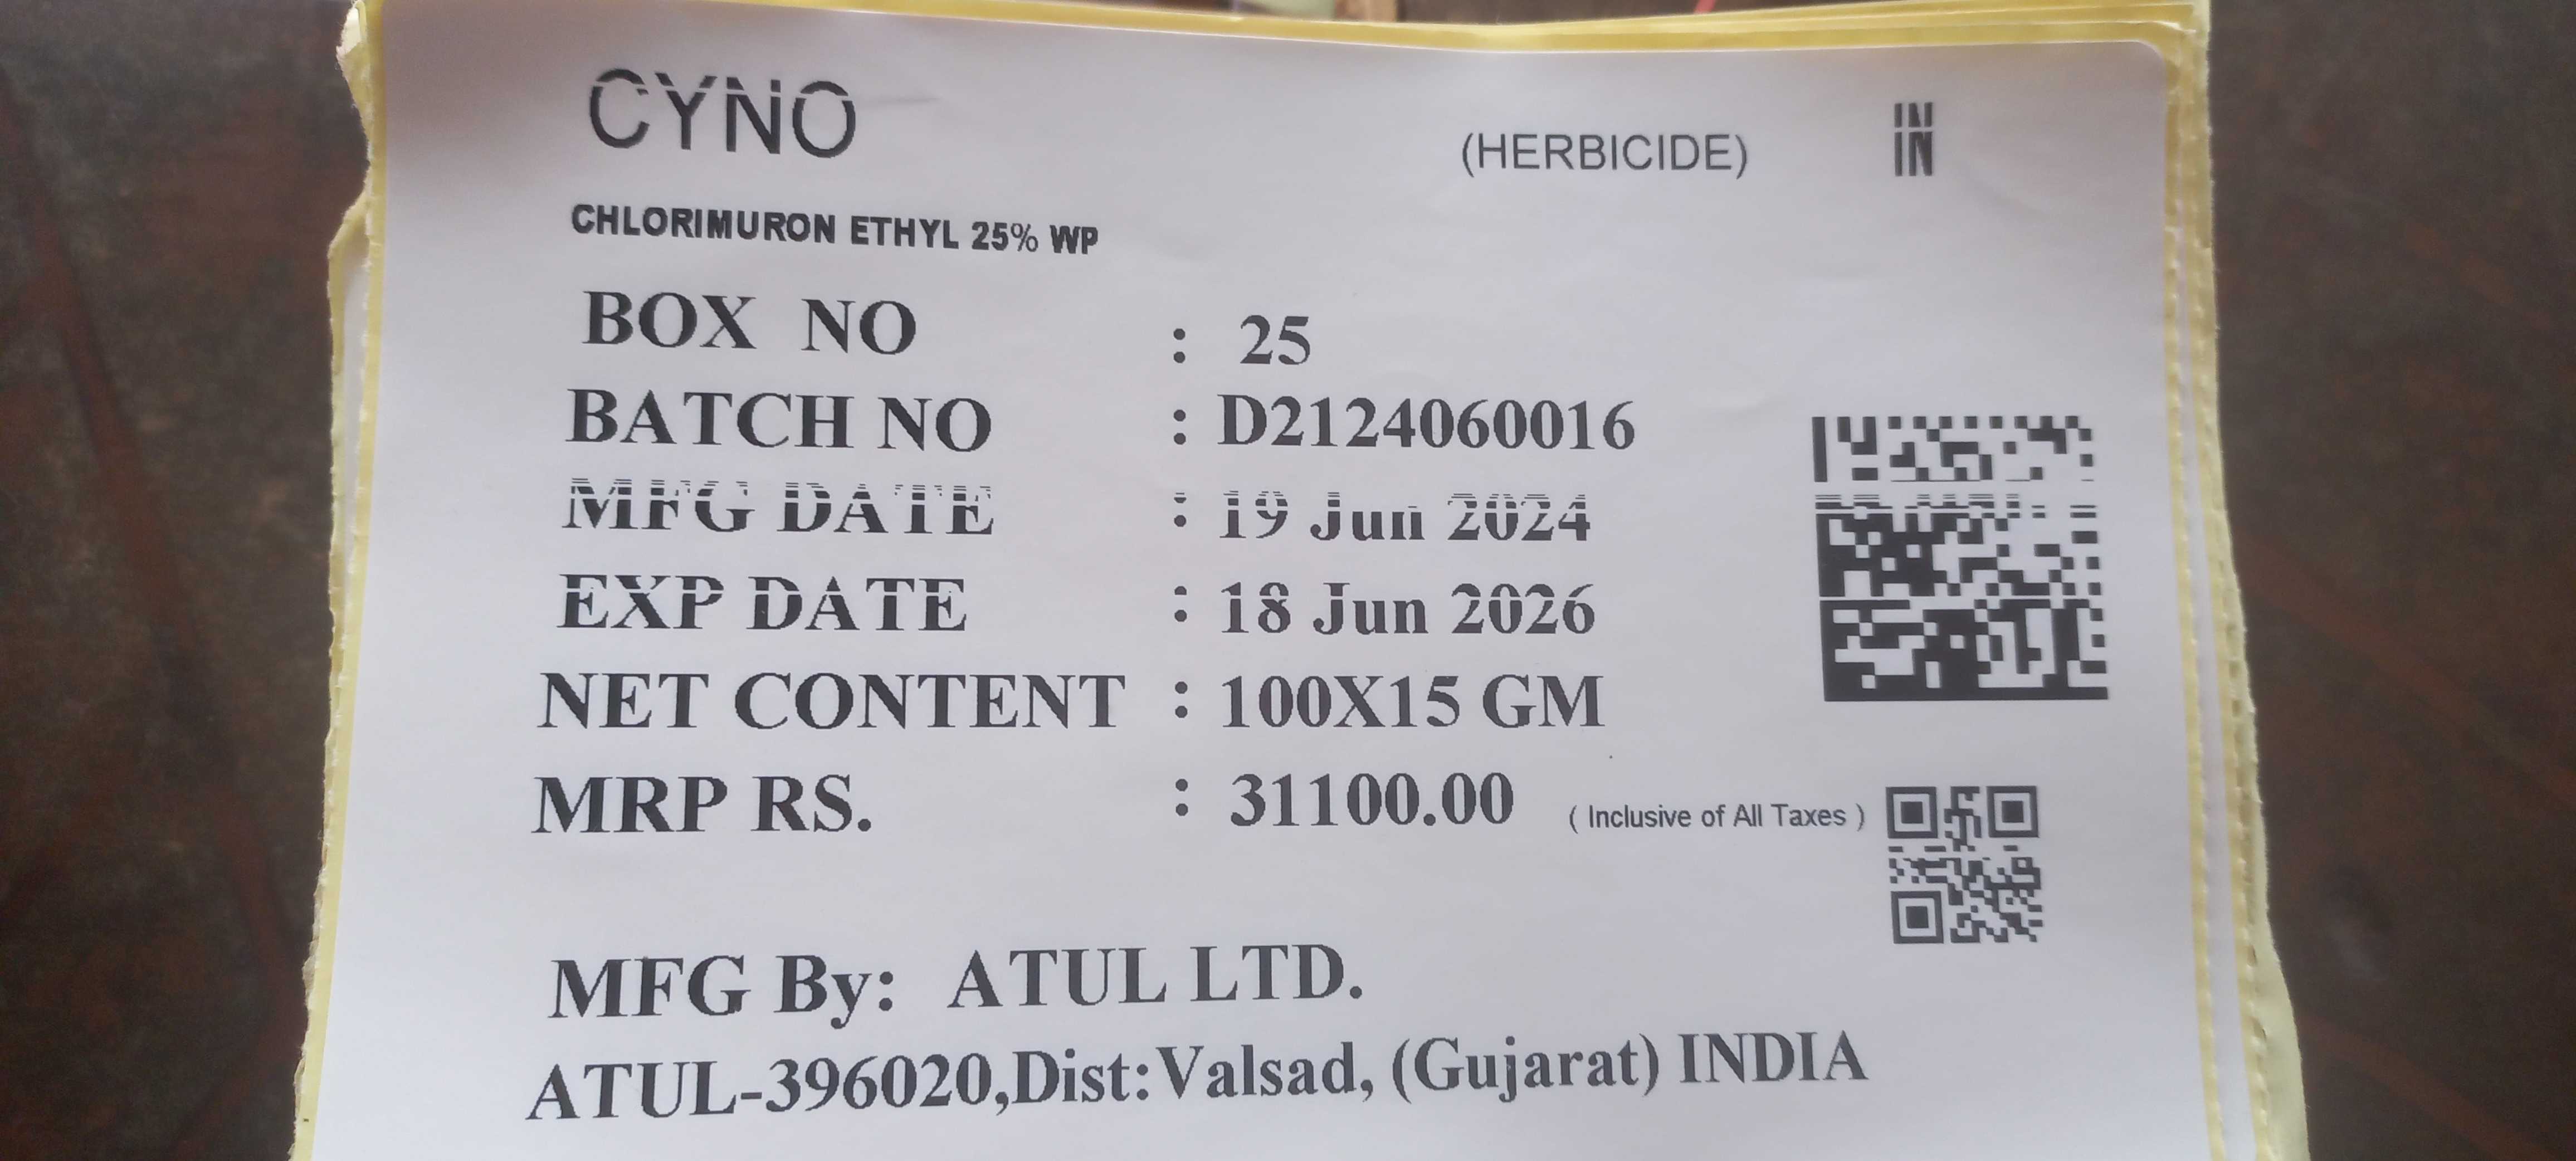 CYNO
(HERBICIDE)
IN
CHLORIMURON ETHYL 25% WP
BOX NO : 25
BATCH NO : D2124060016
MFG DATE : 19 Jun 2024
EXP DATE : 18 Jun 2026
NET CONTENT : 100X15 GM
MRP RS. : 31100.00 ( Inclusive of All Taxes )
MFG By: ATUL LTD.
ATUL-396020,Dist:Valsad, (Gujarat) INDIA